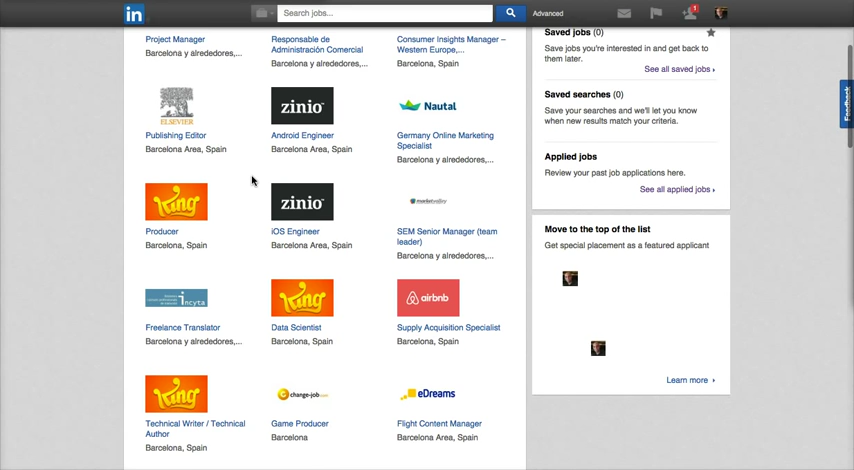 in
Search jobs...
Advanced
1
Project Manager
Barcelona y alrededores,...
Responsable de
Administración Comercial
Barcelona y alrededores,...
Consumer Insights Manager –
Western Europe,...
Barcelona, Spain
ELSEVIER
Publishing Editor
Barcelona Area, Spain
zinio
Android Engineer
Barcelona Area, Spain
Nautal
Germany Online Marketing
Specialist
Barcelona y alrededores,...
King
Producer
Barcelona, Spain
zinio
iOS Engineer
Barcelona Area, Spain
SEM Senior Manager (team
leader)
Barcelona y alrededores,...
incyta
Freelance Translator
Barcelona y alrededores,...
King
Data Scientist
Barcelona, Spain
airbnb
Supply Acquisition Specialist
Barcelona, Spain
King
Technical Writer / Technical
Author
Barcelona, Spain
change-job.com
Game Producer
Barcelona
eDreams
Flight Content Manager
Barcelona Area, Spain
Saved jobs (0)
Save jobs you're interested in and get back to
them later.
See all saved jobs ›
Saved searches (0)
Save your searches and we'll let you know
when new results match your criteria.
Applied jobs
Review your past job applications here.
See all applied jobs ›
Move to the top of the list
Get special placement as a featured applicant
Learn more ›
Feedback